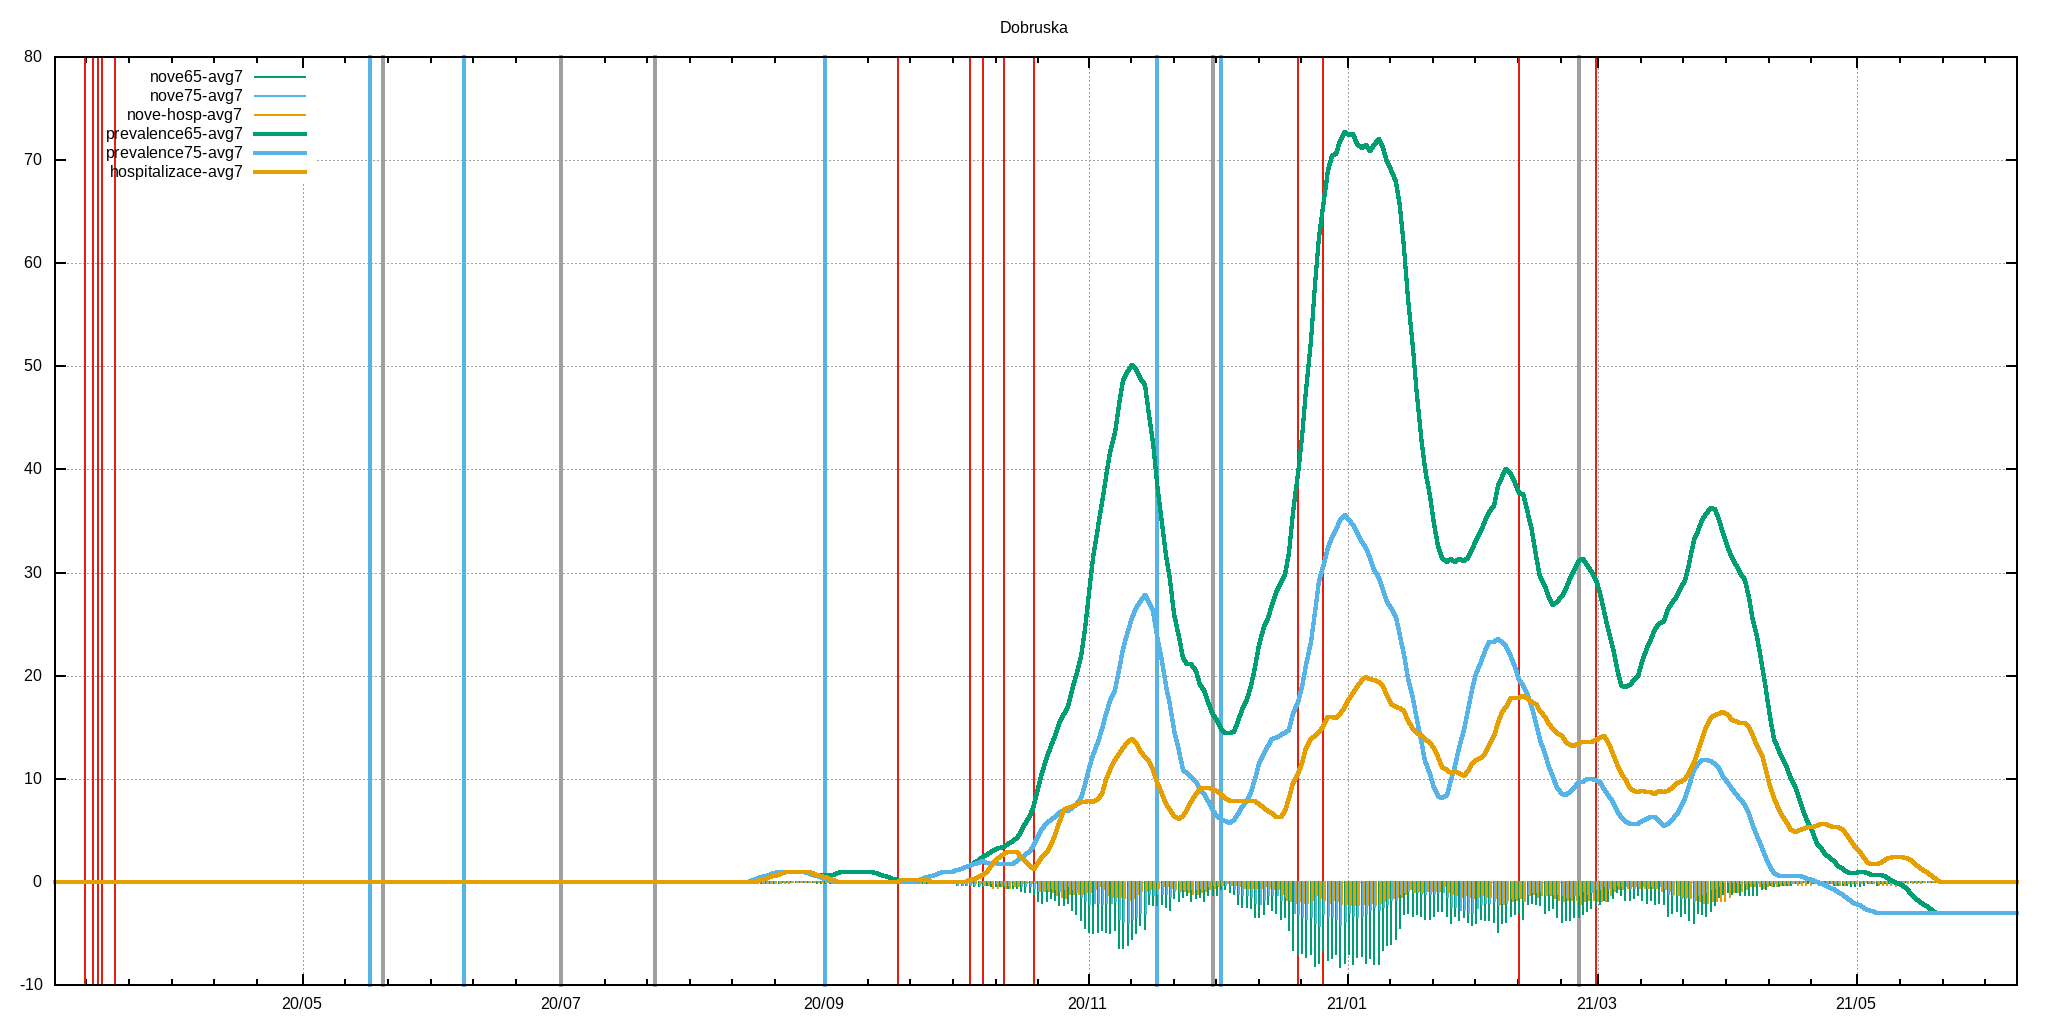 Dobruska
80
70
60
50
40
30
20
10
0
-10
nove65-avg7
nove75-avg7
nove-hosp-avg7
prevalence65-avg7
prevalence75-avg7
hospitalizace-avg7
20/05 20/07 20/09 20/11 21/01 21/03 21/05